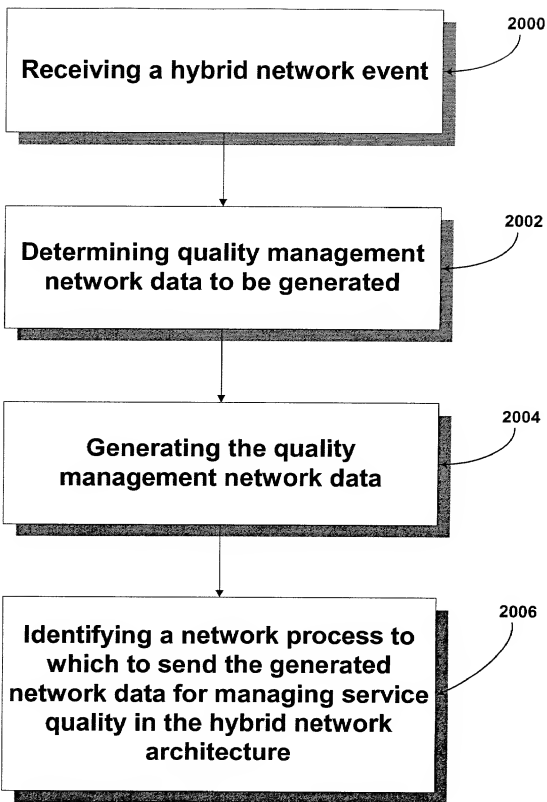 2000
Receiving a hybrid network event
2002
Determining quality management
network data to be generated
2004
Generating the quality
management network data
2006
Identifying a network process to
which to send the generated
network data for managing service
quality in the hybrid network
architecture